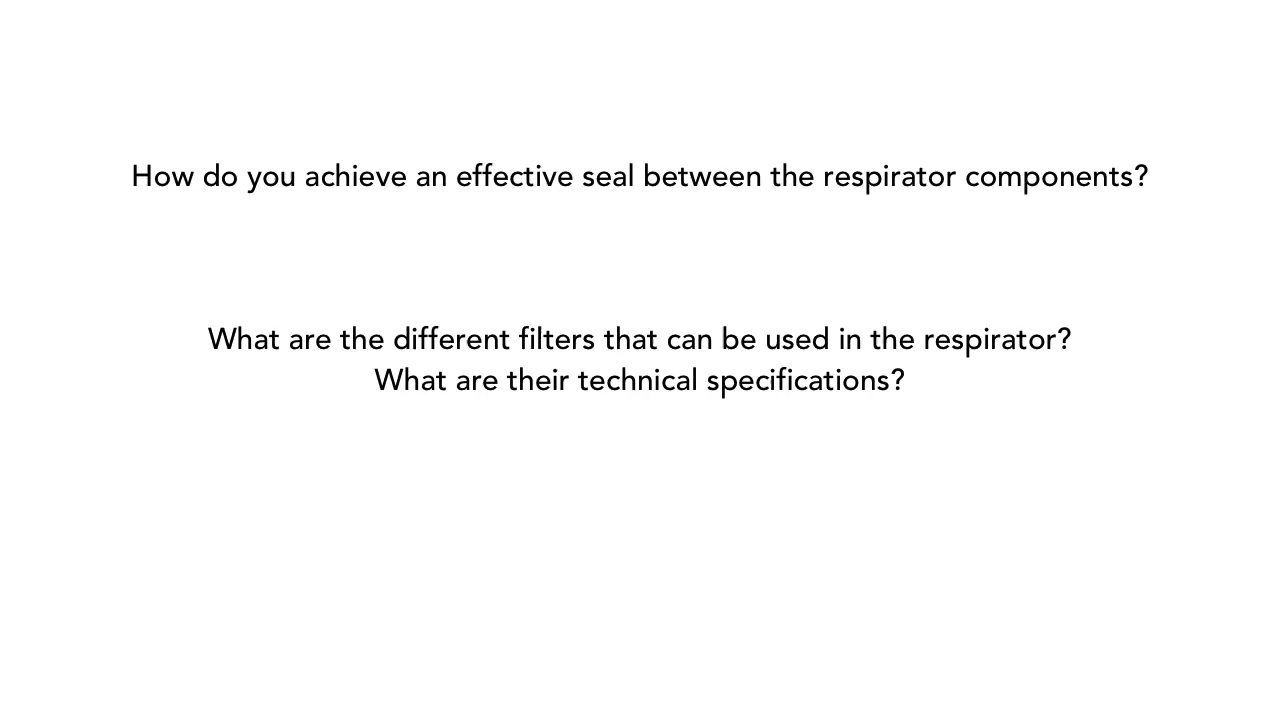 How do you achieve an effective seal between the respirator components?
What are the different filters that can be used in the respirator?
What are their technical specifications?